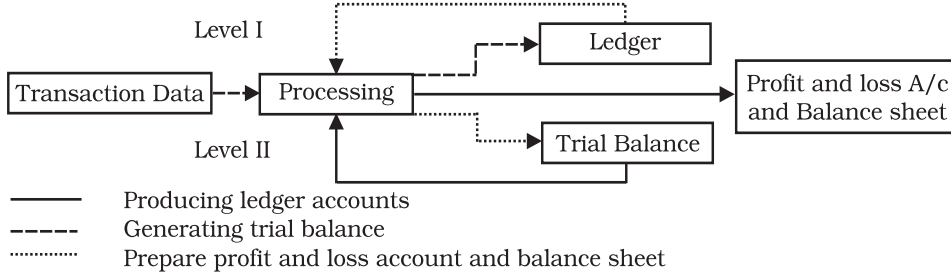 Level I
Ledger
Transaction Data
Processing
Profit and loss A/c
and Balance sheet
Trial Balance
Level II
Producing ledger accounts
Generating trial balance
Prepare profit and loss account and balance sheet